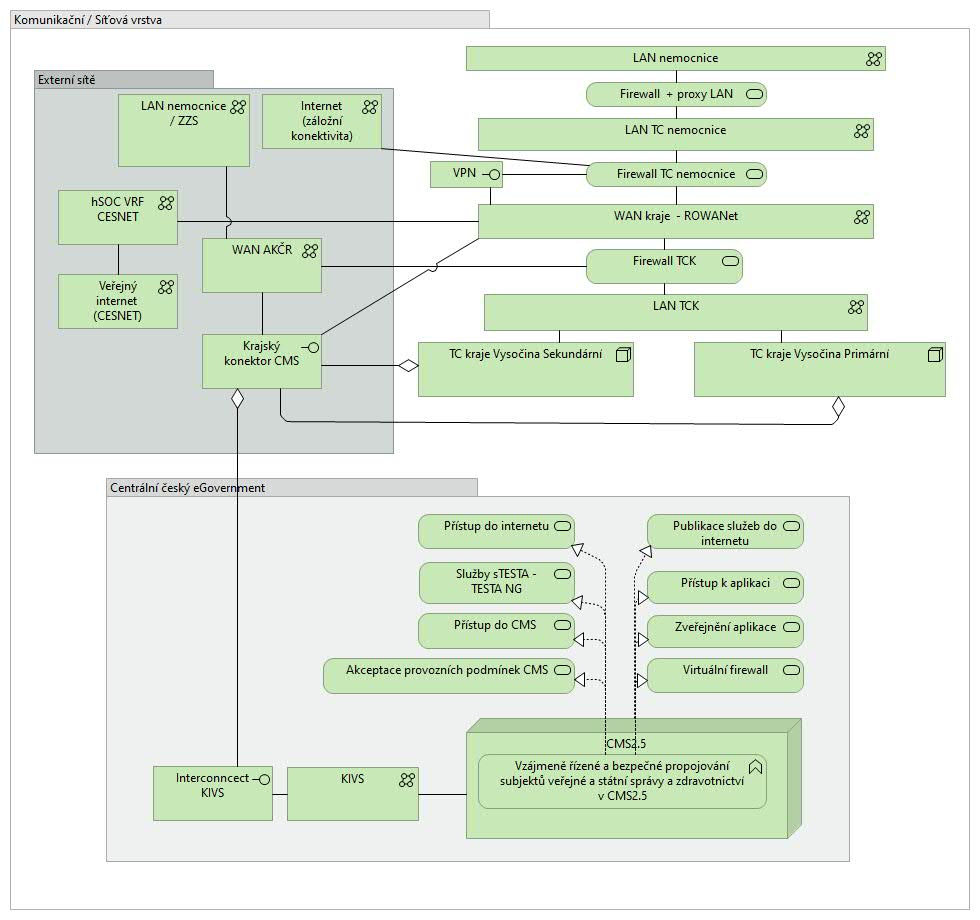 Komunikační / Síťová vrstva
LAN nemocnice
Firewall + proxy LAN
LAN TC nemocnice
Firewall TC nemocnice
VPN
WAN kraje - ROWANet
Firewall TCK
LAN TCK
TC kraje Vysočina Sekundární
TC kraje Vysočina Primární
Externí sítě
LAN nemocnice
/ ZZS
Internet
(záložní
konektivita)
hSOC VRF
CESNET
WAN AKČR
Veřejný
internet
(CESNET)
Krajský
konektor CMS
Centrální český eGovernment
Přístup do internetu
Publikace služeb do
internetu
Služby sTESTA -
TESTA NG
Přístup k aplikaci
Přístup do CMS
Zveřejnění aplikace
Akceptace provozních podmínek CMS
Virtuální firewall
CMS2.5
Vzájmeně řízené a bezpečné propojování
subjektů veřejné a státní správy a zdravotnictví
v CMS2.5
Interconncect
KIVS
KIVS